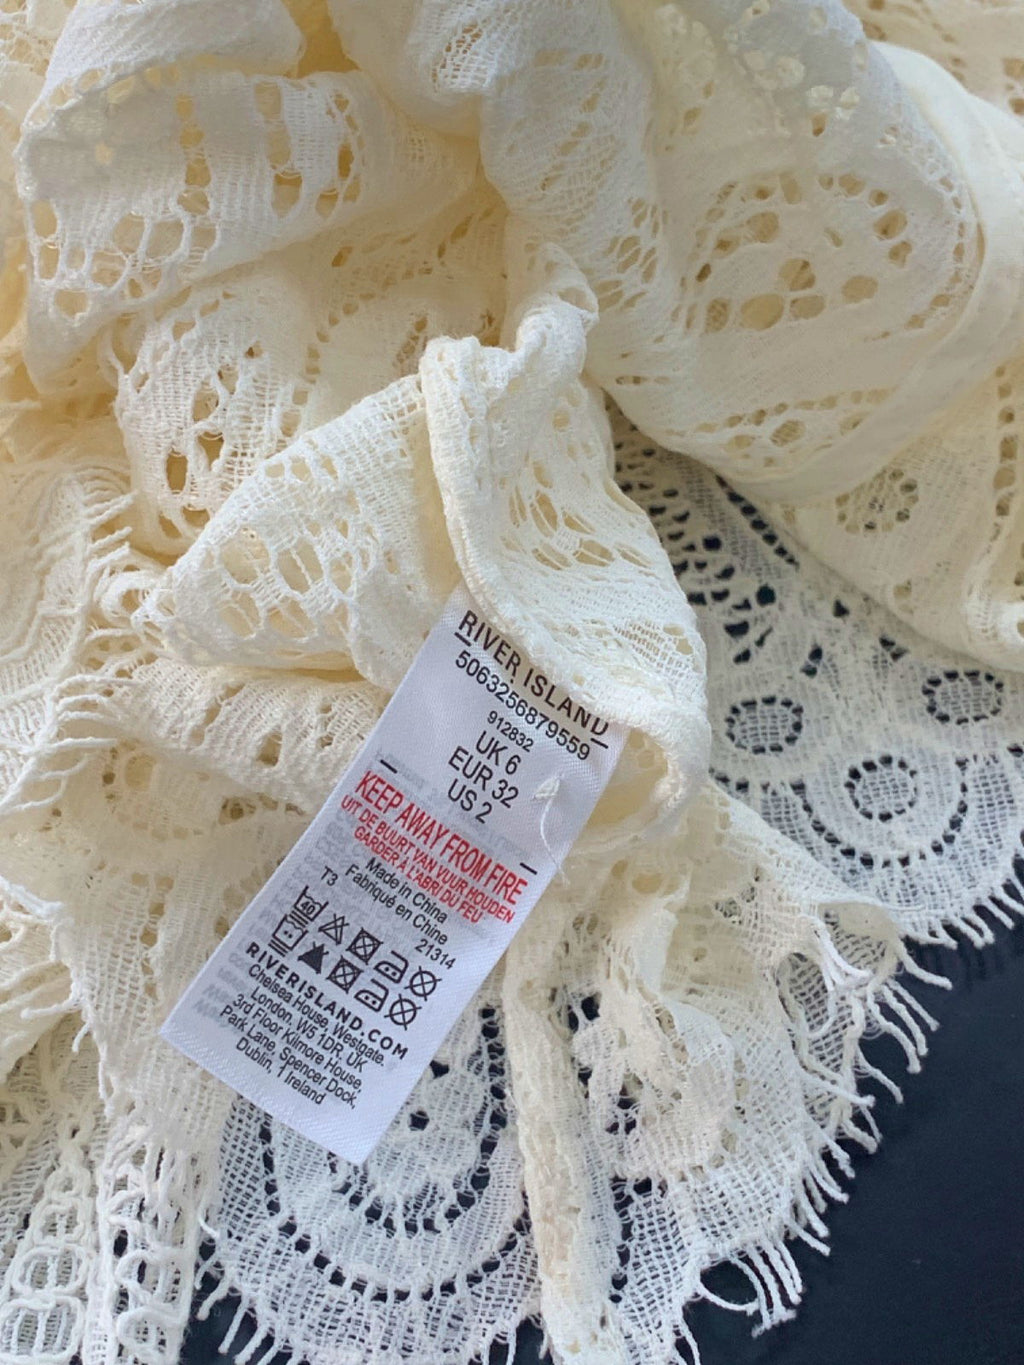 RIVER ISLAND
5063256879559
912832
UK 6
EUR 32
US 2
KEEP AWAY FROM FIRE
UIT DE BUURT VAN VUUR HOUDEN
GARDER À L'ABRI DU FEU
Made in China
Fabriqué en Chine
T3 21314
40
RIVERISLAND.COM
Chelsea House, Westgate.
London, W5 1DR, UK
3rd Floor Kilmore House,
Park Lane, Spencer Dock,
Dublin, 1 Ireland